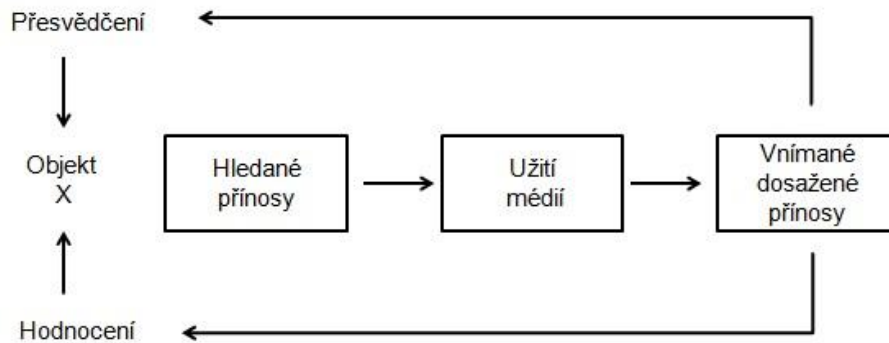 Přesvědčení
Objekt
X
Hledané
přínosy
Užití
médií
Vnímané
dosažené
přínosy
Hodnocení